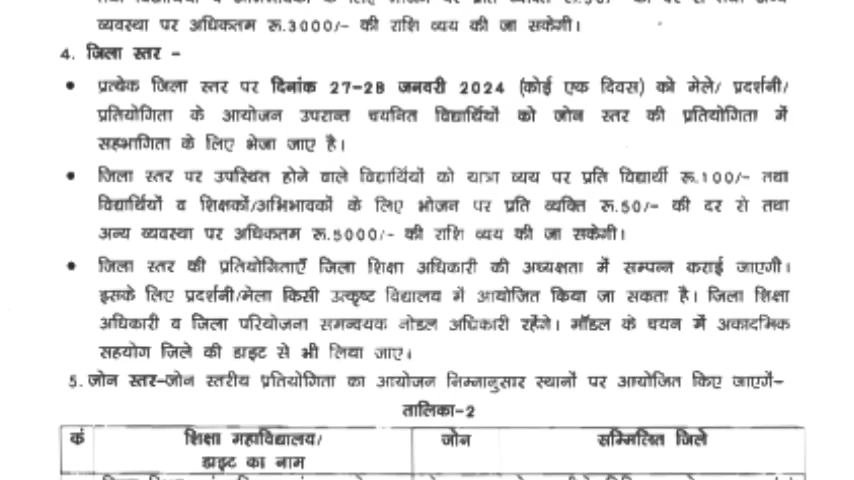 व्यवस्था पर अधिकतम रू.3000/- की राशि व्यय की जा सकेगी।
4. जिला स्तर –
• प्रत्येक जिला स्तर पर दिनांक 27-28 जनवरी 2024 (कोई एक दिवस) को मेले/ प्रदर्शनी/
प्रतियोगिता के आयोजन उपरान्त चयनित विद्यार्थियों को जोन स्तर की प्रतियोगिता में
सहभागिता के लिए भेजा जाए है।
• जिला स्तर पर उपस्थित होने वाले विद्यार्थियों को यात्रा व्यय पर प्रति विद्यार्थी रू.100/- तथा
विद्यार्थियों व शिक्षकों/अभिभावकों के लिए भोजन पर प्रति व्यक्ति रू.50/- की दर से तथा
अन्य व्यवस्था पर अधिकतम रू.5000/- की राशि व्यय की जा सकेगी।
• जिला स्तर की प्रतियोगिताएँ जिला शिक्षा अधिकारी की अध्यक्षता में सम्पन्न कराई जाएगी।
इसके लिए प्रदर्शनी/मेला किसी उत्कृष्ट विद्यालय में आयोजित किया जा सकता है। जिला शिक्षा
अधिकारी व जिला परियोजना समन्वयक नोडल अधिकारी रहेंगे। मॉडल के चयन में अकादमिक
सहयोग जिले की डाइट से भी लिया जाए।
5. जोन स्तर–जोन स्तरीय प्रतियोगिता का आयोजन निम्नानुसार स्थानों पर आयोजित किए जाएगें–
तालिका-2
कं शिक्षा महाविद्यालय/ जोन सम्मिलित जिले
डाइट का नाम